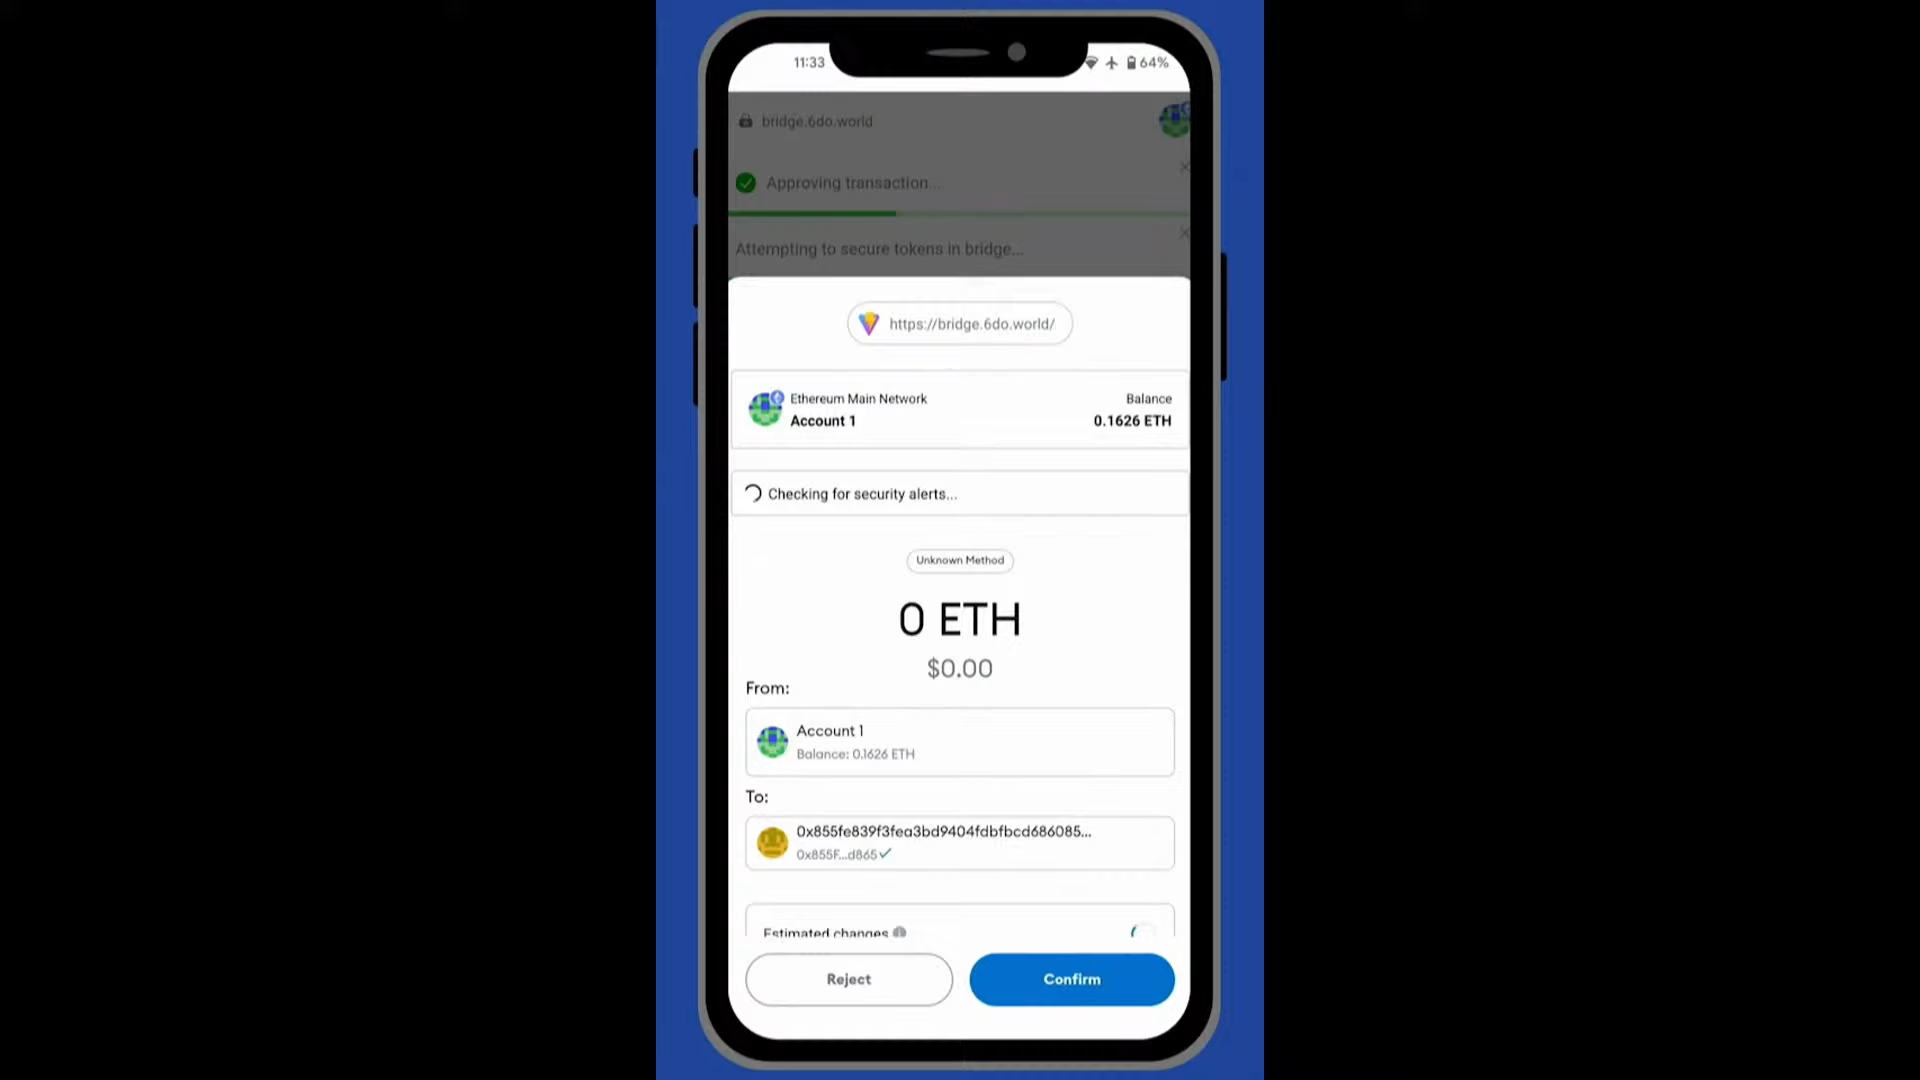 11:33
64%
bridge.6do.world
Approving transaction...
Attempting to secure tokens in bridge...
https://bridge.6do.world/
Ethereum Main Network
Balance
Account 1
0.1626 ETH
Checking for security alerts...
Unknown Method
0 ETH
$0.00
From:
Account 1
Balance: 0.1626 ETH
To:
0x855fe839f3fea3bd9404fdbfbcd686085...
0x855F...d865
Estimated changes
Reject
Confirm